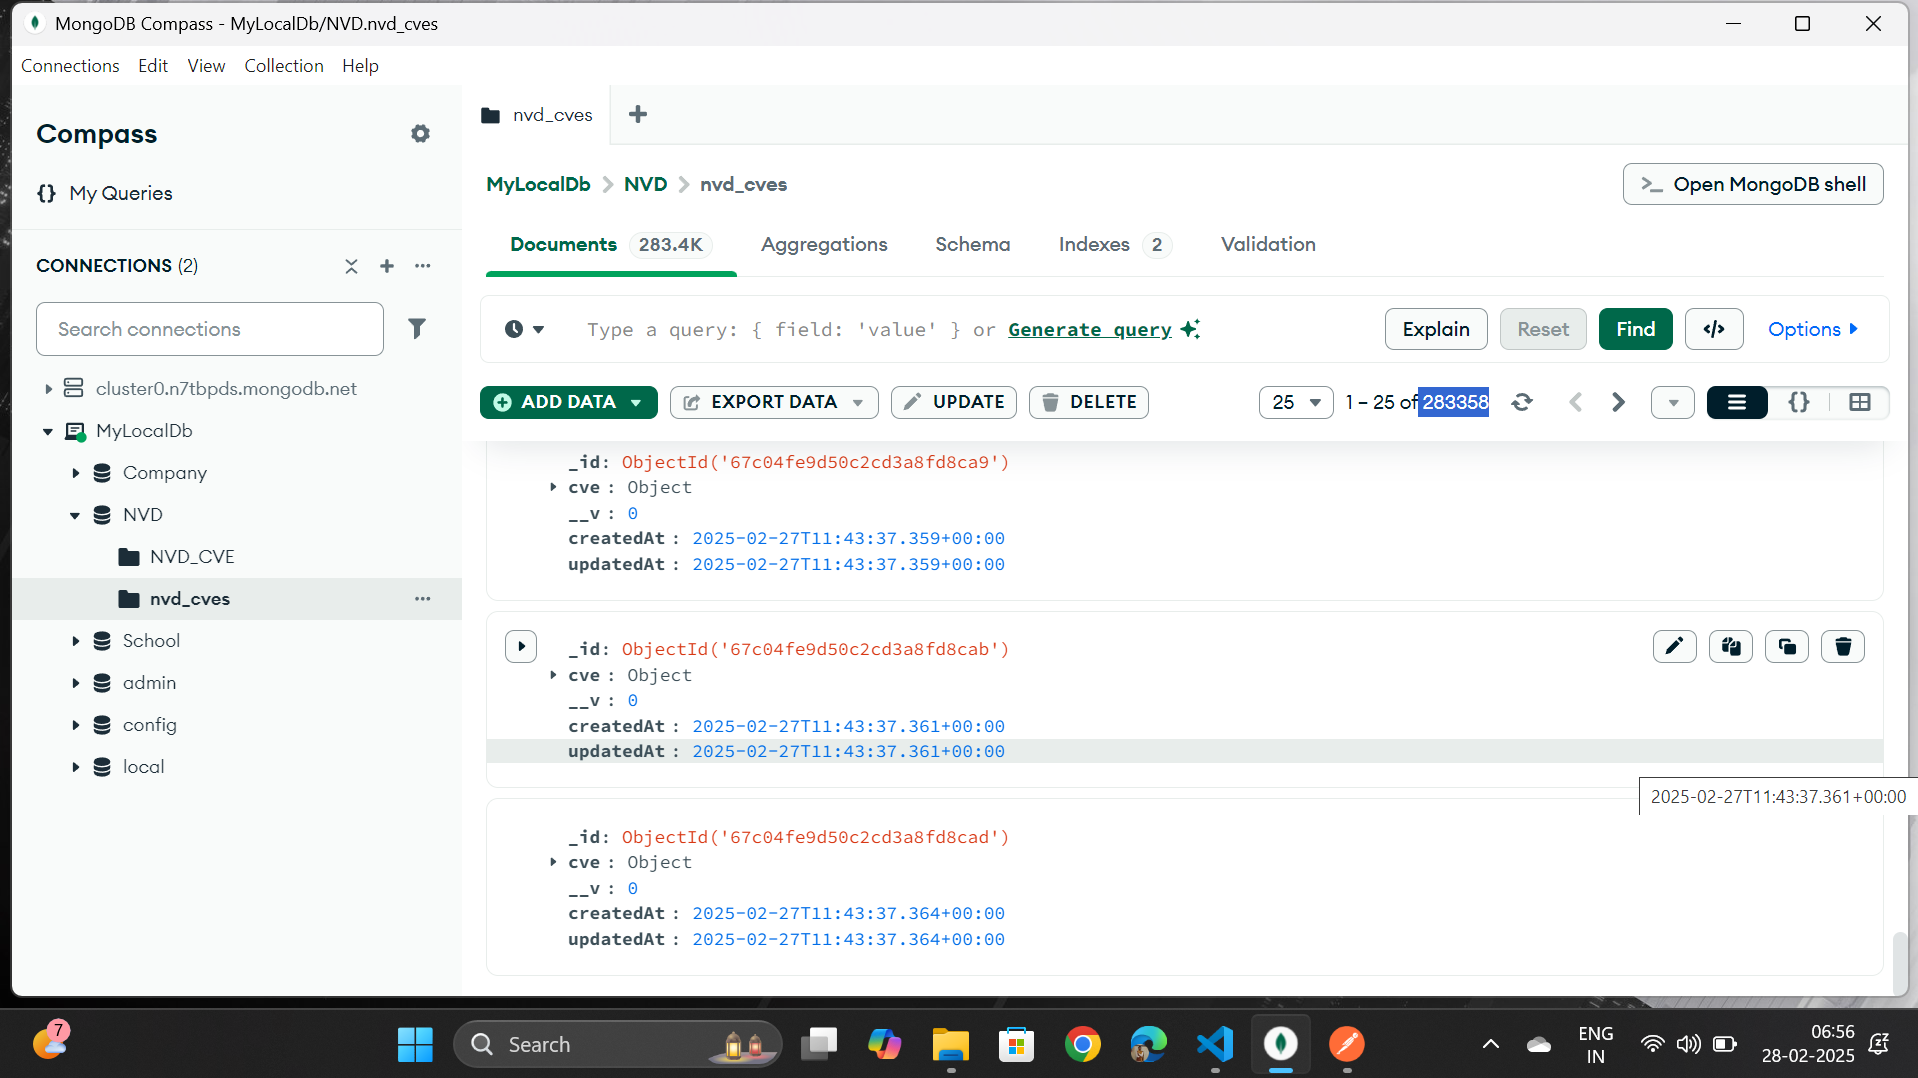 MongoDB Compass - MyLocalDb/NVD.nvd_cves
Connections Edit View Collection Help
Compass
{} My Queries
CONNECTIONS (2)
Search connections
cluster0.n7tbpds.mongodb.net
MyLocalDb
Company
NVD
NVD_CVE
nvd_cves
School
admin
config
local
nvd_cves
MyLocalDb > NVD > nvd_cves
>_ Open MongoDB shell
Documents 283.4K Aggregations Schema Indexes 2 Validation
Type a query: { field: 'value' } or Generate query
Explain Reset Find </> Options
ADD DATA EXPORT DATA UPDATE DELETE
25 1 – 25 of 283358 {}
_id: ObjectId('67c04fe9d50c2cd3a8fd8ca9')
cve : Object
__v : 0
createdAt : 2025-02-27T11:43:37.359+00:00
updatedAt : 2025-02-27T11:43:37.359+00:00
_id: ObjectId('67c04fe9d50c2cd3a8fd8cab')
cve : Object
__v : 0
createdAt : 2025-02-27T11:43:37.361+00:00
updatedAt : 2025-02-27T11:43:37.361+00:00
2025-02-27T11:43:37.361+00:00
_id: ObjectId('67c04fe9d50c2cd3a8fd8cad')
cve : Object
__v : 0
createdAt : 2025-02-27T11:43:37.364+00:00
updatedAt : 2025-02-27T11:43:37.364+00:00
7
Search
ENG
IN
06:56
28-02-2025